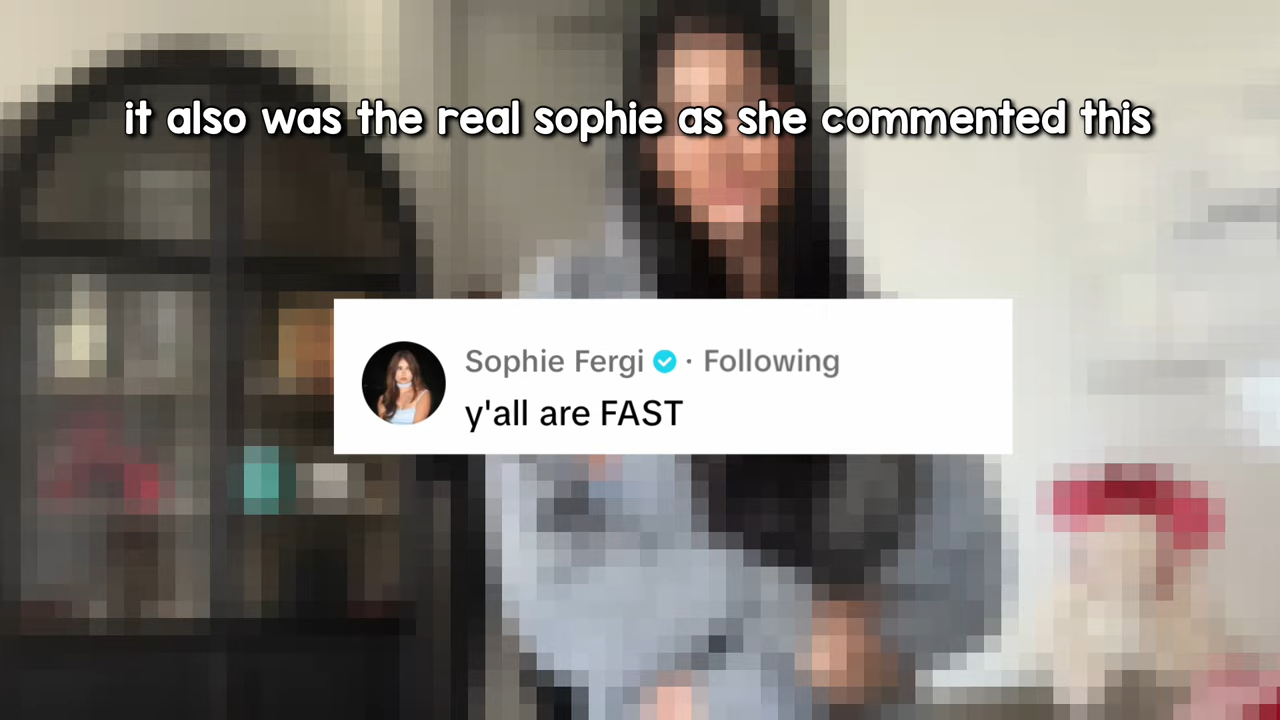 it also was the real sophie as she commented this
Sophie Fergi · Following
y'all are FAST